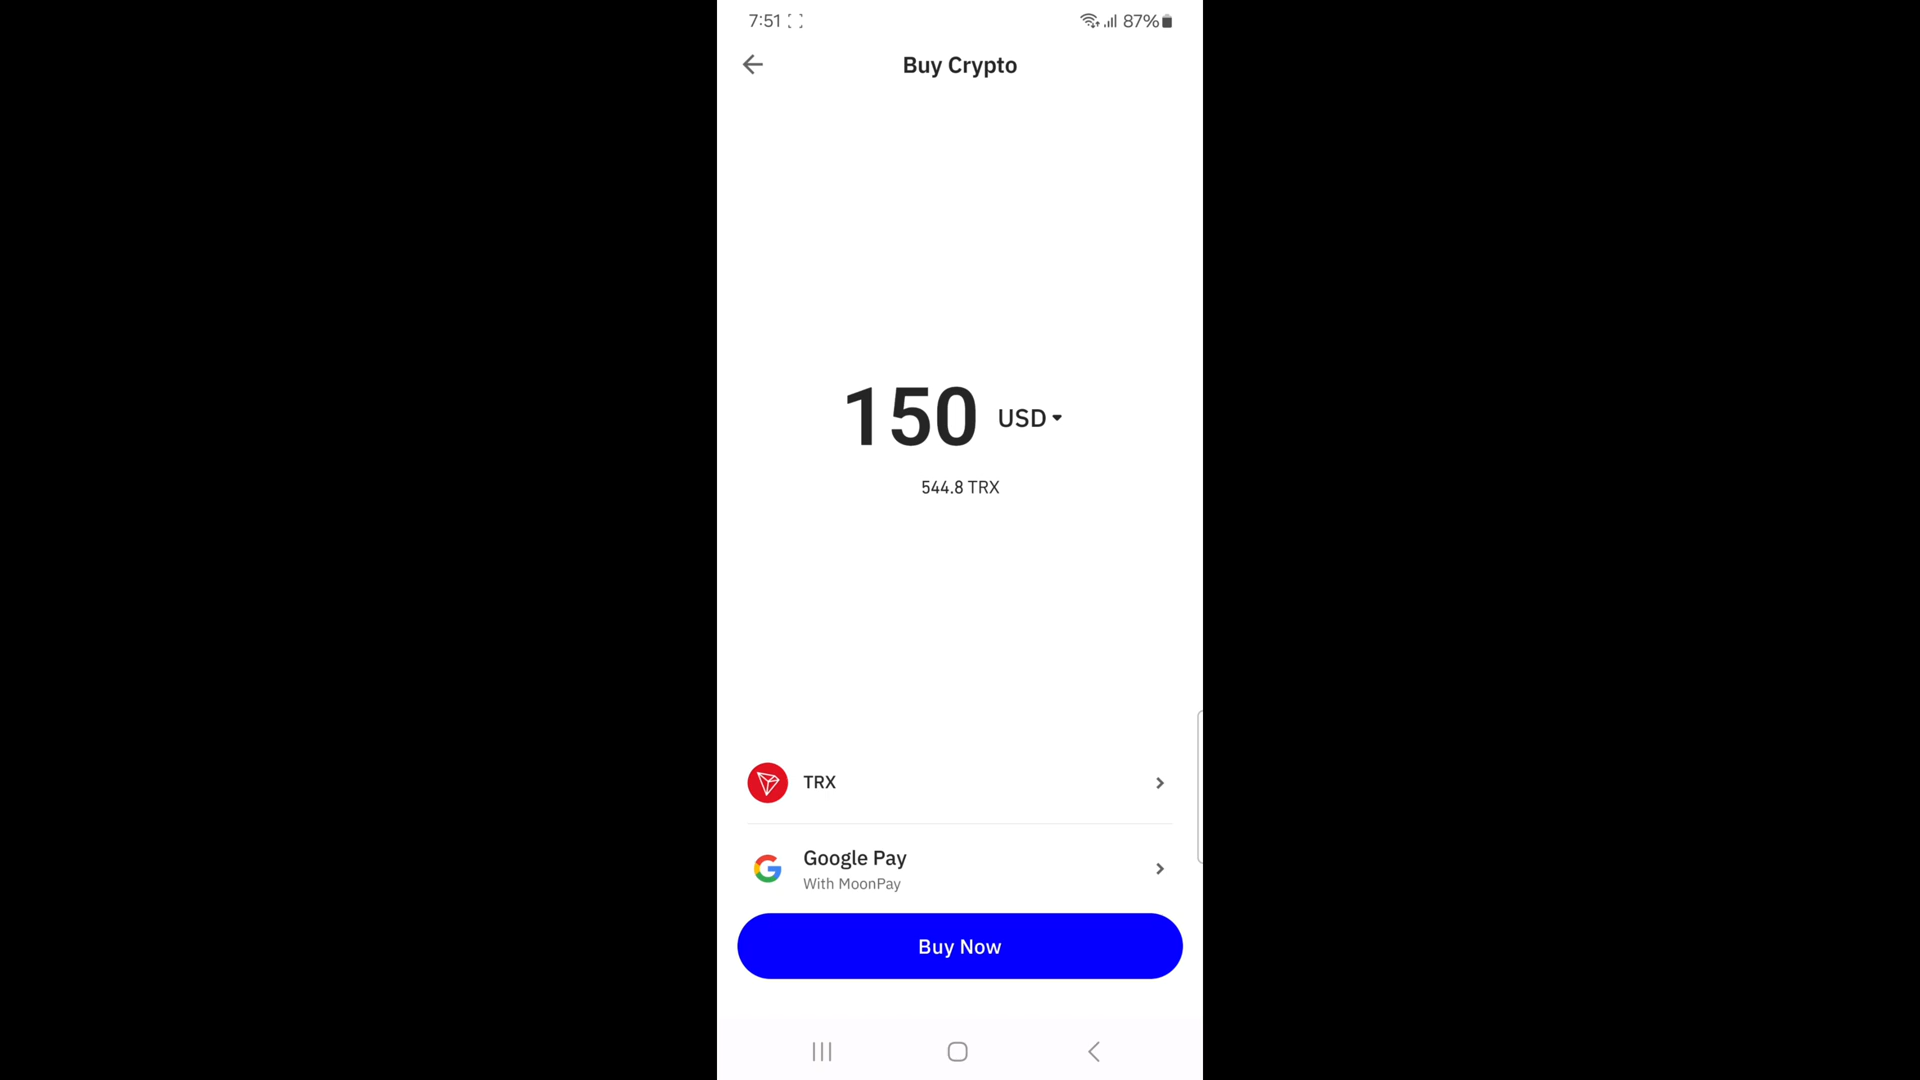 7:51 87%
Buy Crypto
150 USD
544.8 TRX
TRX
Google Pay
With MoonPay
Buy Now